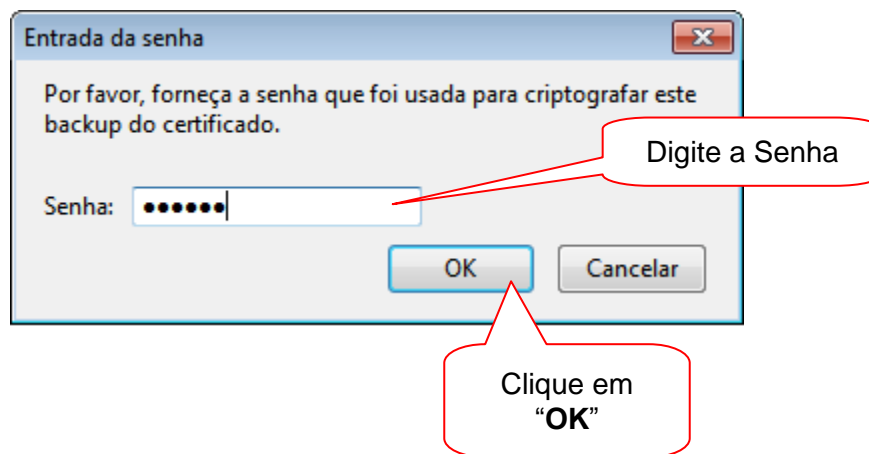 Entrada da senha
Por favor, forneça a senha que foi usada para criptografar este
backup do certificado.
Digite a Senha
Senha: ●●●●●●
OK Cancelar
Clique em
“OK”